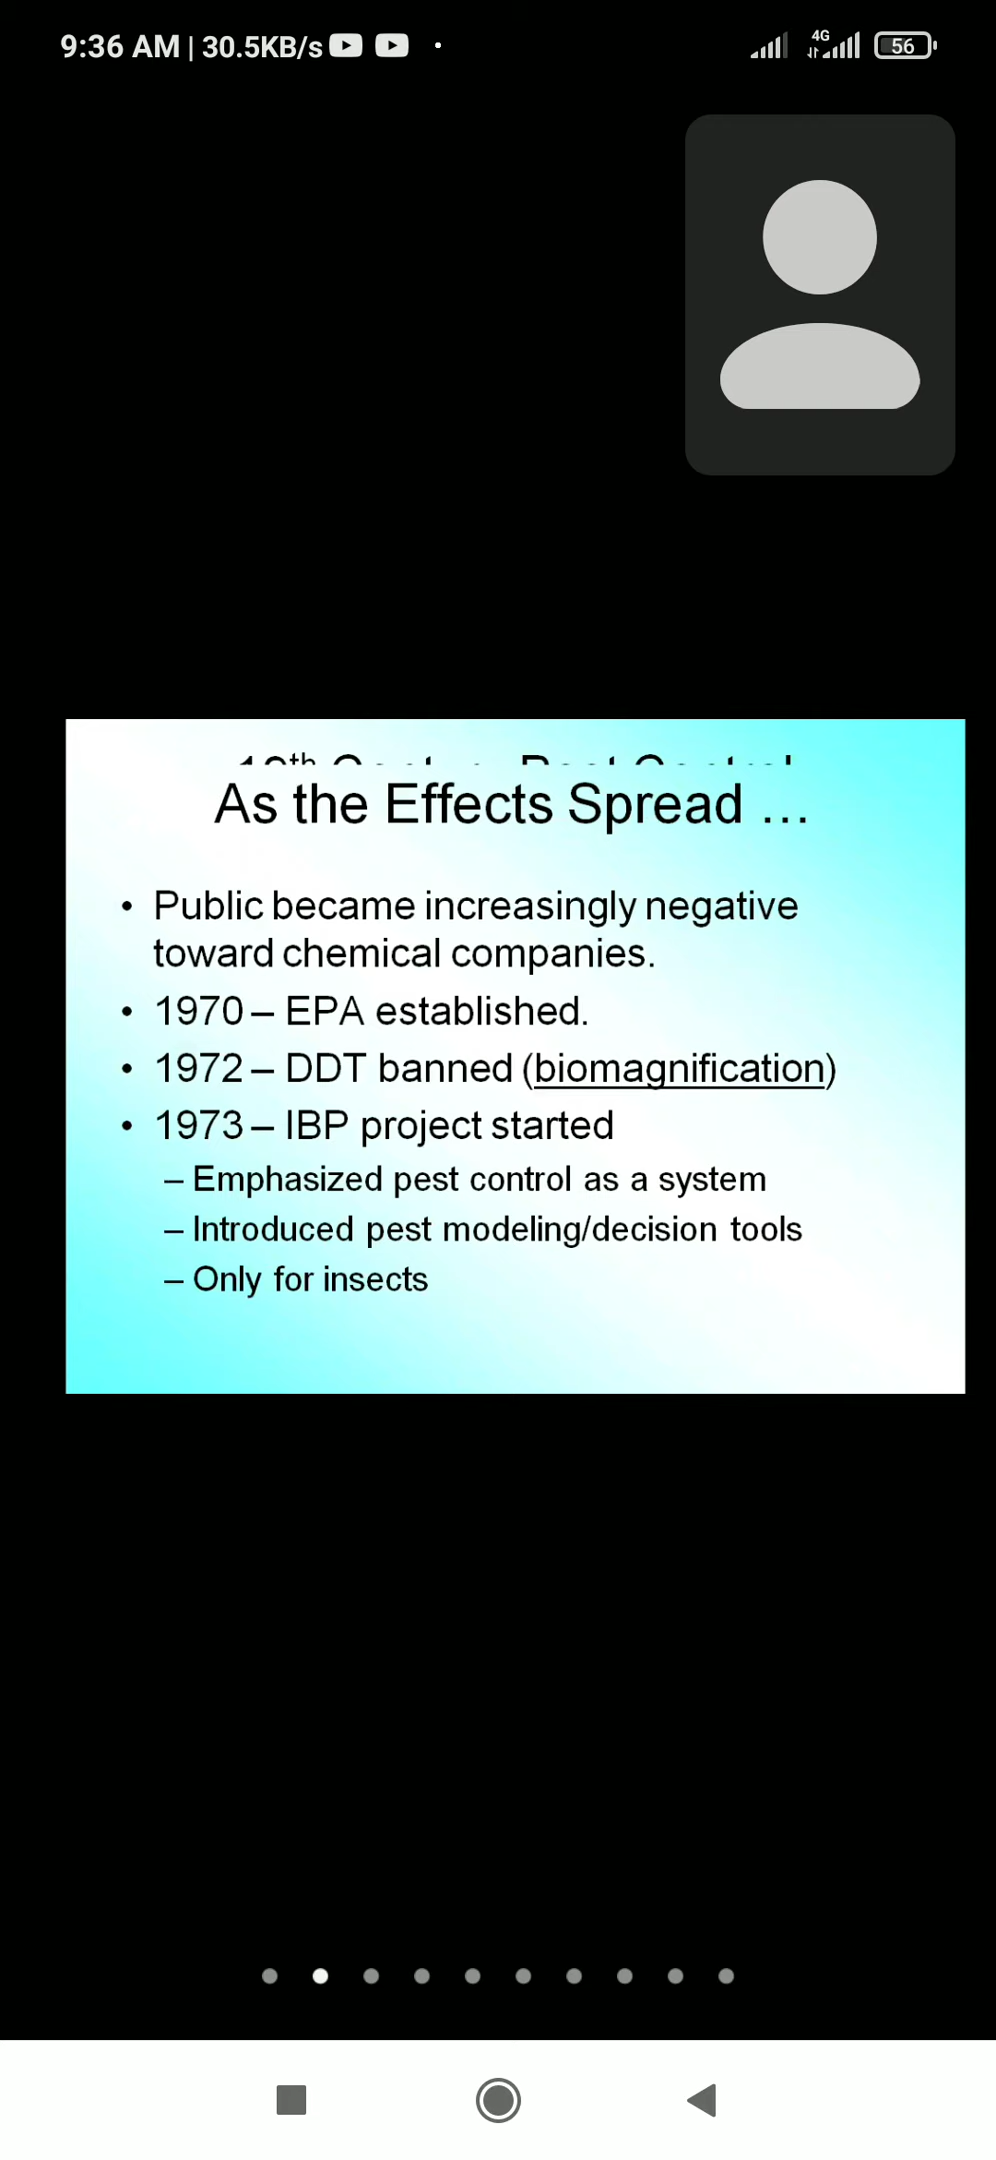 9:36 AM | 30.5KB/s
4G
56
As the Effects Spread ...
• Public became increasingly negative
toward chemical companies.
• 1970 – EPA established.
• 1972 – DDT banned (biomagnification)
• 1973 – IBP project started
– Emphasized pest control as a system
– Introduced pest modeling/decision tools
– Only for insects